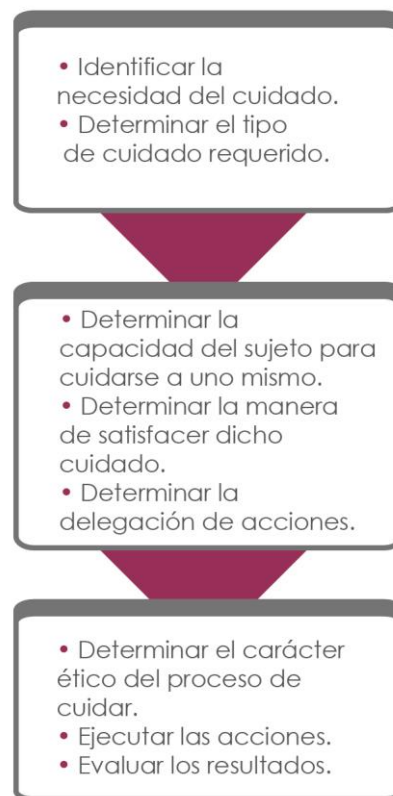 • Identificar la
necesidad del cuidado.
• Determinar el tipo
de cuidado requerido.
• Determinar la
capacidad del sujeto para
cuidarse a uno mismo.
• Determinar la manera
de satisfacer dicho
cuidado.
• Determinar la
delegación de acciones.
• Determinar el carácter
ético del proceso de
cuidar.
• Ejecutar las acciones.
• Evaluar los resultados.